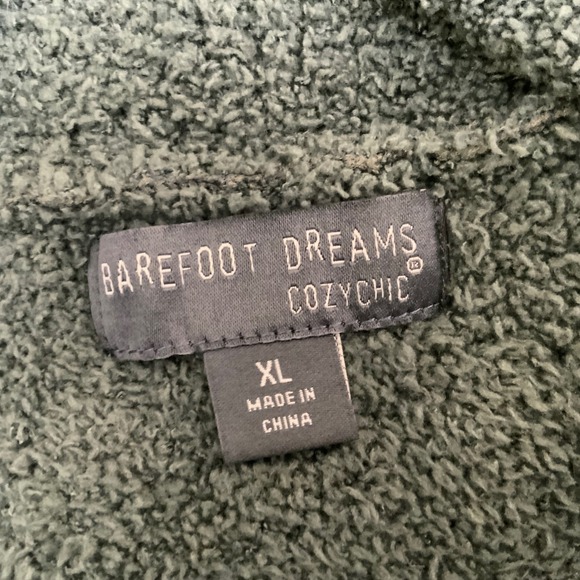 BAREFOOT DREAMS
COZYCHIC®
XL
MADE IN
CHINA